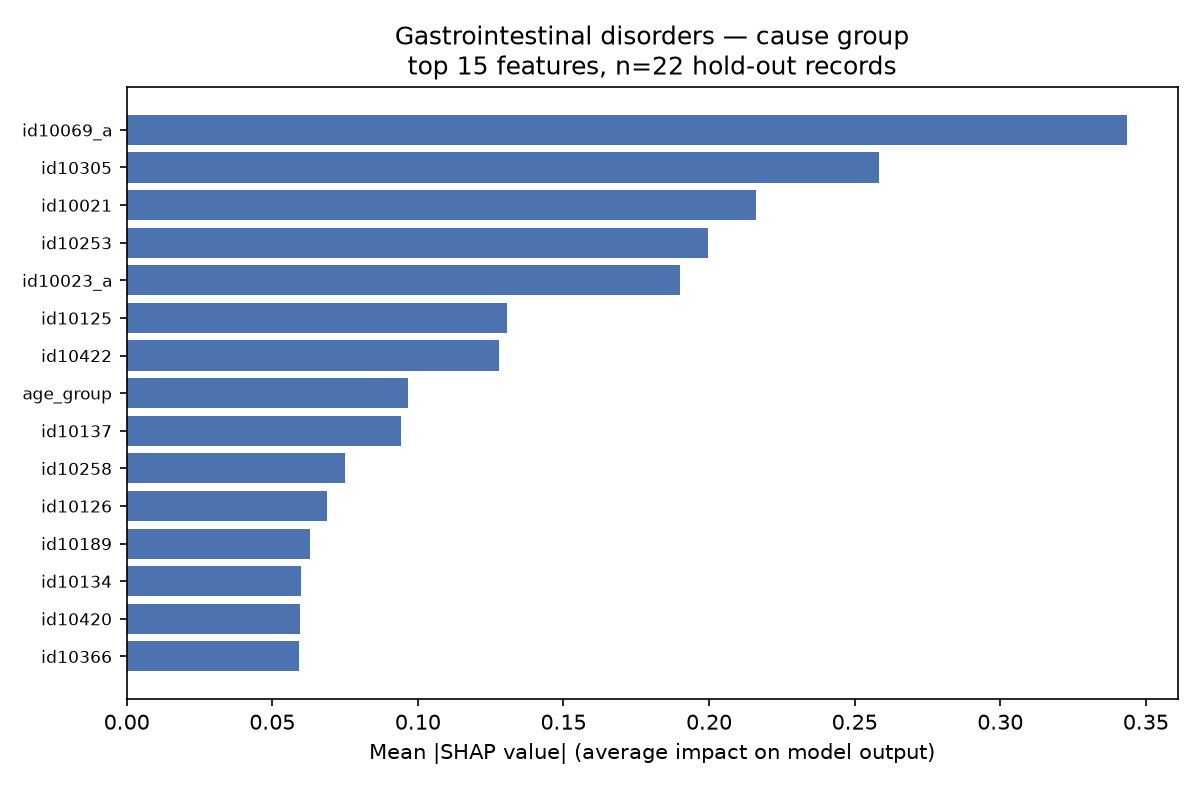 Gastrointestinal disorders — cause group
top 15 features, n=22 hold-out records
id10069_a
id10305
id10021
id10253
id10023_a
id10125
id10422
age_group
id10137
id10258
id10126
id10189
id10134
id10420
id10366
0.00 0.05 0.10 0.15 0.20 0.25 0.30 0.35
Mean |SHAP value| (average impact on model output)